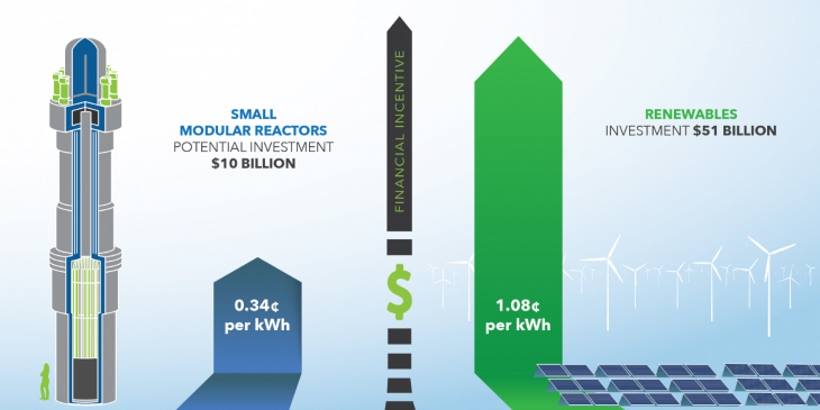 SMALL
MODULAR REACTORS
POTENTIAL INVESTMENT
$10 BILLION
0.34¢
per kWh
FINANCIAL INCENTIVE
$
RENEWABLES
INVESTMENT $51 BILLION
1.08¢
per kWh